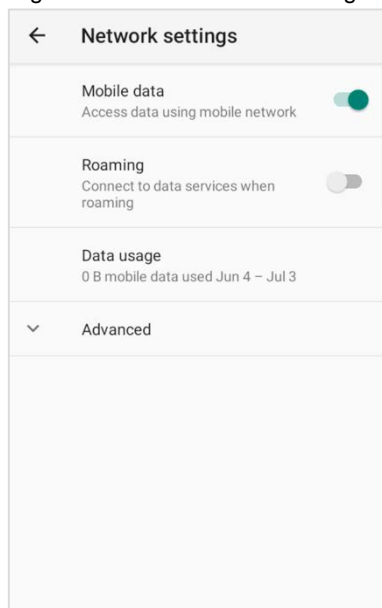 Network settings
Mobile data
Access data using mobile network
Roaming
Connect to data services when
roaming
Data usage
0 B mobile data used Jun 4 – Jul 3
Advanced